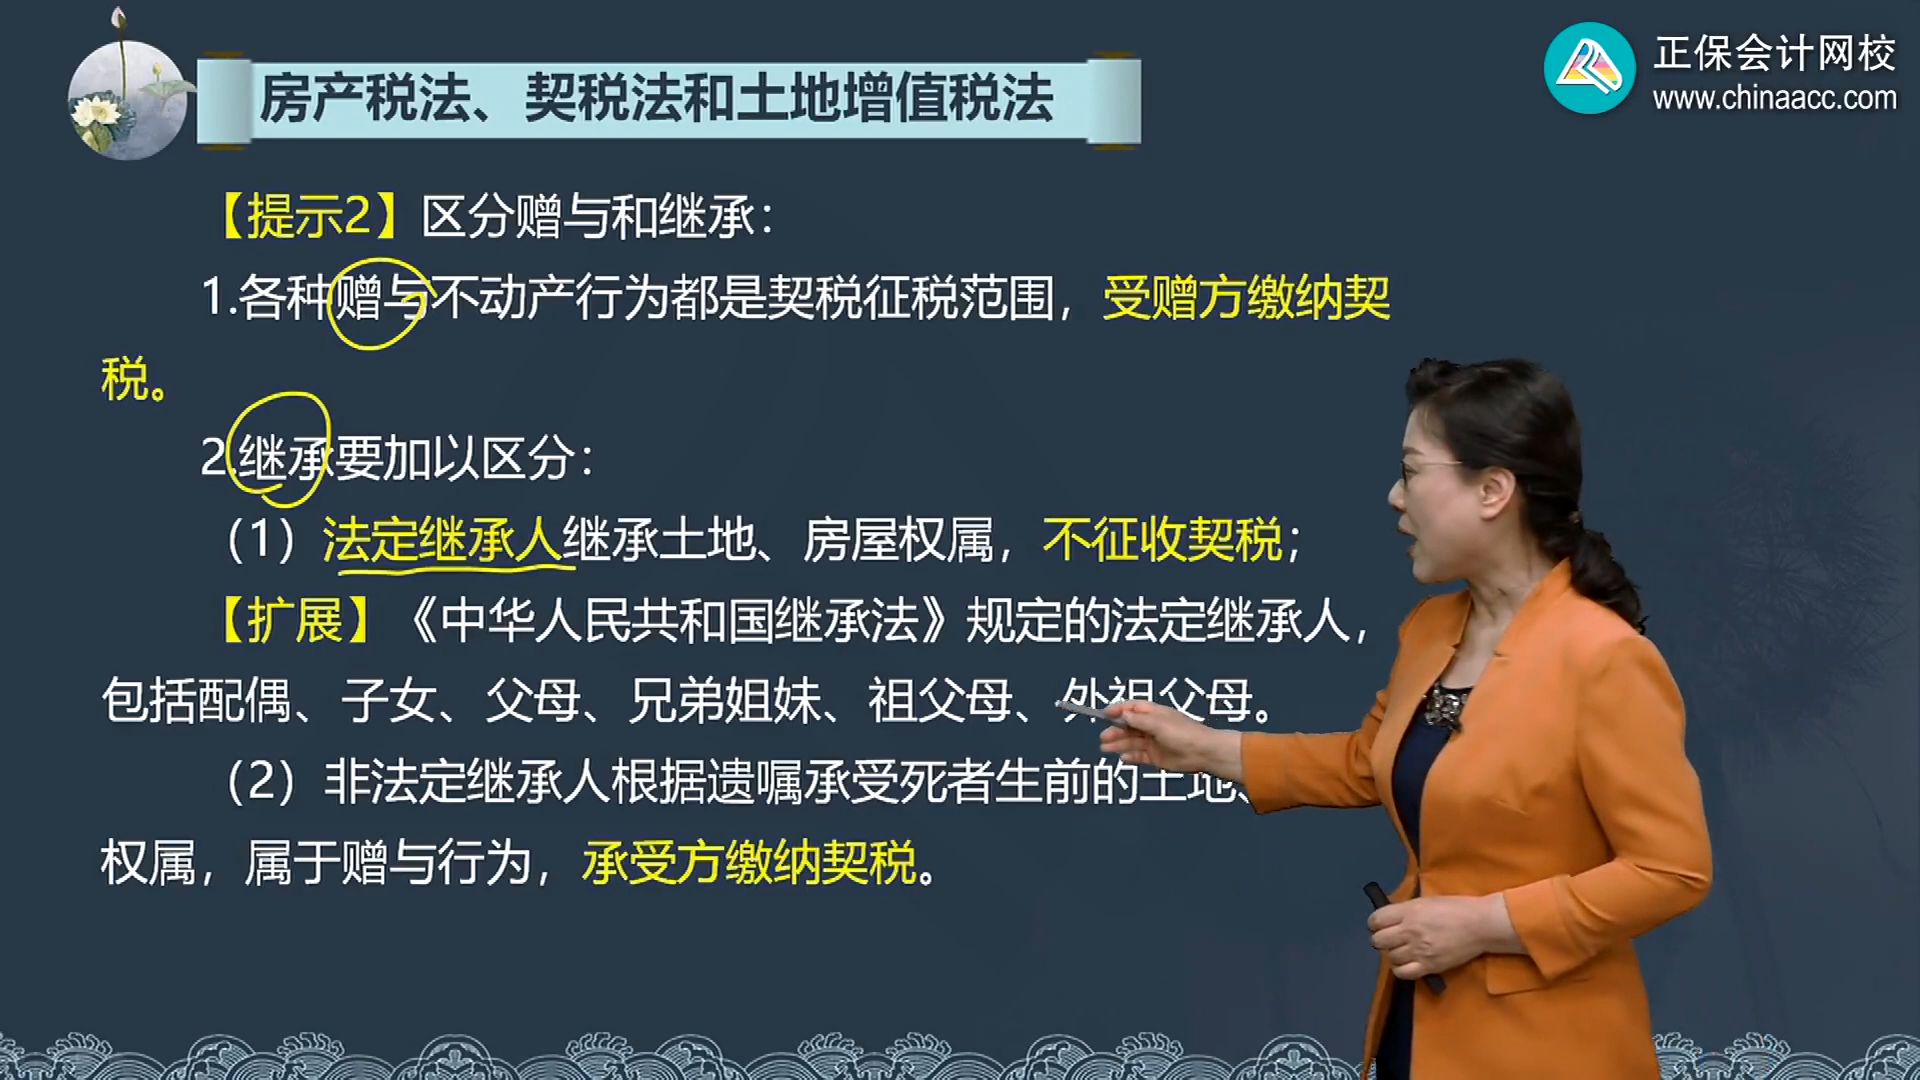 房产税法、契税法和土地增值税法
正保会计网校
www.chinaacc.com
【提示2】区分赠与和继承：
1.各种赠与不动产行为都是契税征税范围，受赠方缴纳契
税。
2.继承要加以区分：
（1）法定继承人继承土地、房屋权属，不征收契税；
【扩展】《中华人民共和国继承法》规定的法定继承人，
包括配偶、子女、父母、兄弟姐妹、祖父母、外祖父母。
（2）非法定继承人根据遗嘱承受死者生前的土地、
权属，属于赠与行为，承受方缴纳契税。